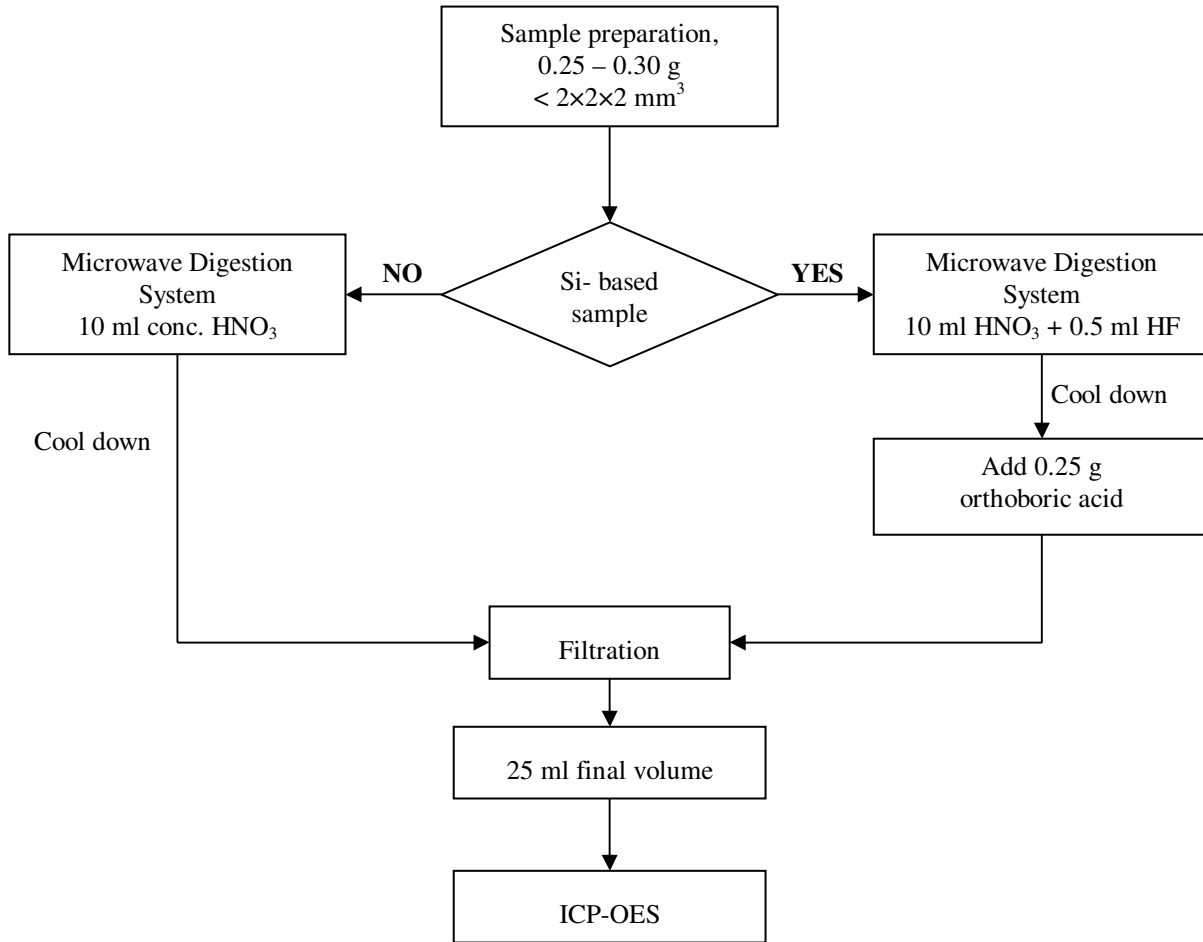 Sample preparation,
0.25 – 0.30 g
< 2×2×2 mm³
Microwave Digestion
System
10 ml conc. HNO₃
NO
Si- based
sample
YES
Microwave Digestion
System
10 ml HNO₃ + 0.5 ml HF
Cool down
Cool down
Add 0.25 g
orthoboric acid
Filtration
25 ml final volume
ICP-OES